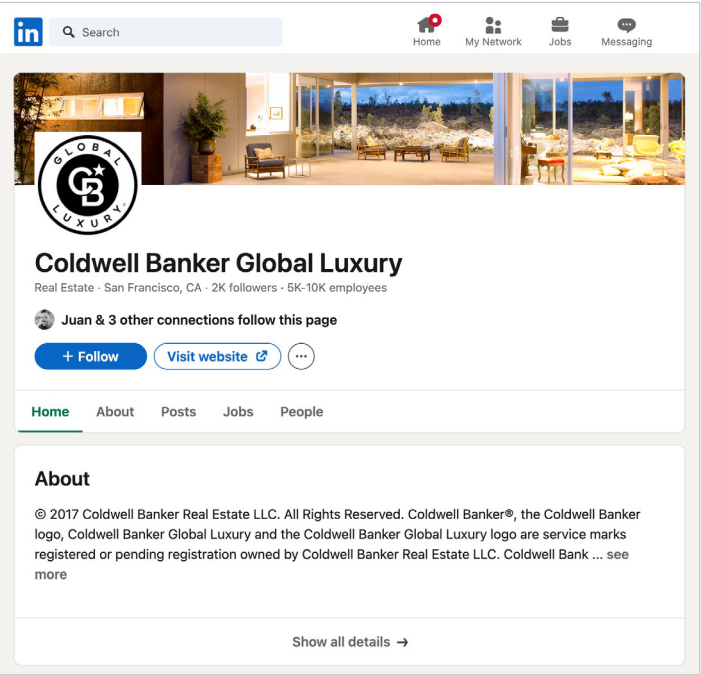 in
Search
Home
My Network
Jobs
Messaging
GLOBAL
CB
LUXURY
Coldwell Banker Global Luxury
Real Estate · San Francisco, CA · 2K followers · 5K-10K employees
Juan & 3 other connections follow this page
+ Follow
Visit website
Home
About
Posts
Jobs
People
About
© 2017 Coldwell Banker Real Estate LLC. All Rights Reserved. Coldwell Banker®, the Coldwell Banker
logo, Coldwell Banker Global Luxury and the Coldwell Banker Global Luxury logo are service marks
registered or pending registration owned by Coldwell Banker Real Estate LLC. Coldwell Bank ... see
more
Show all details →